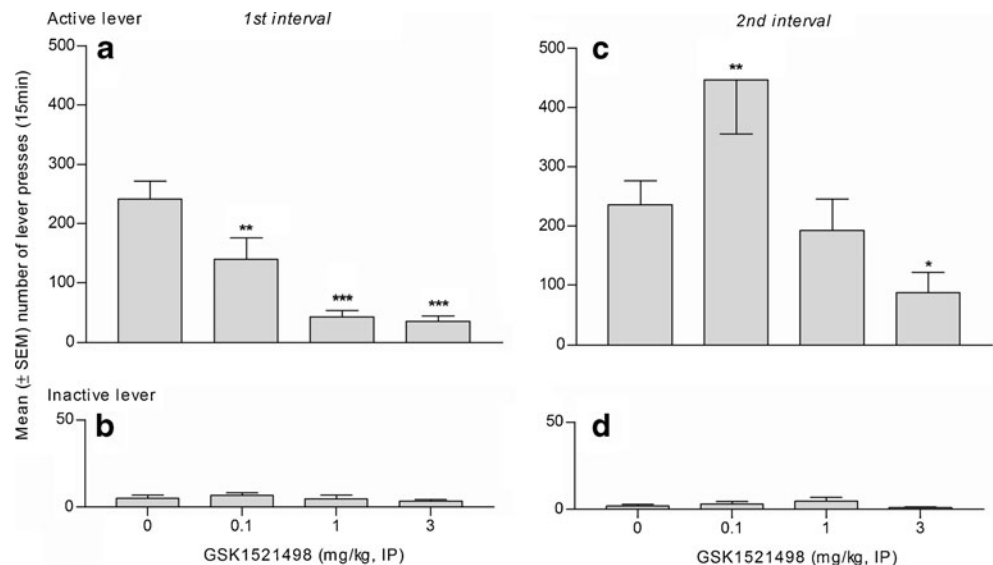 Active lever
1st interval
2nd interval
a
c
500
400
300
200
100
0
**
***
***
500
400
300
200
100
0
**
*
Mean (± SEM) number of lever presses (15min)
Inactive lever
b
d
50
0
50
0
0 0.1 1 3
0 0.1 1 3
GSK1521498 (mg/kg, IP)
GSK1521498 (mg/kg, IP)